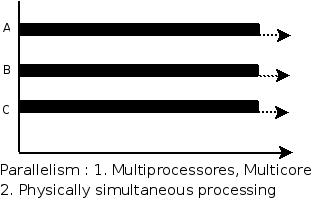 A
B
C
Parallelism : 1. Multiprocessores, Multicore
2. Physically simultaneous processing